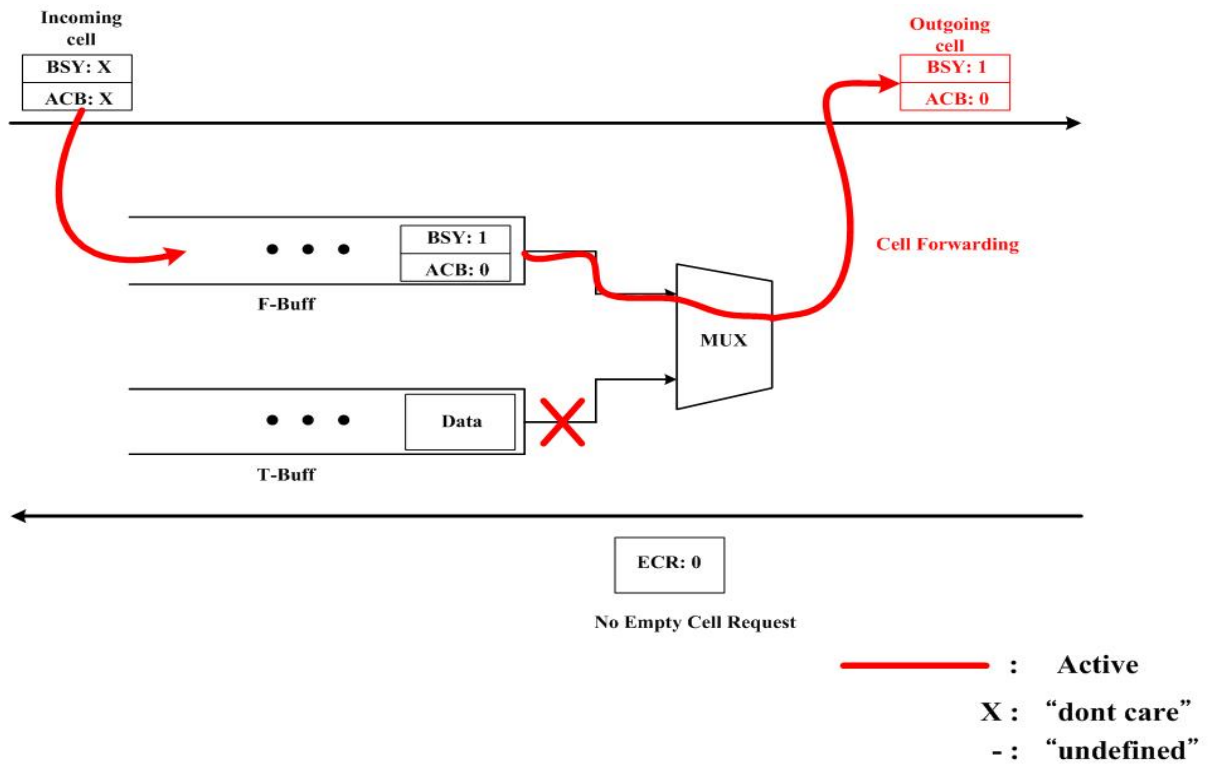 Incoming
cell
BSY: X
ACB: X
Outgoing
cell
BSY: 1
ACB: 0
BSY: 1
ACB: 0
F-Buff
Cell Forwarding
MUX
Data
T-Buff
ECR: 0
No Empty Cell Request
: Active
X : “dont care”
- : “undefined”